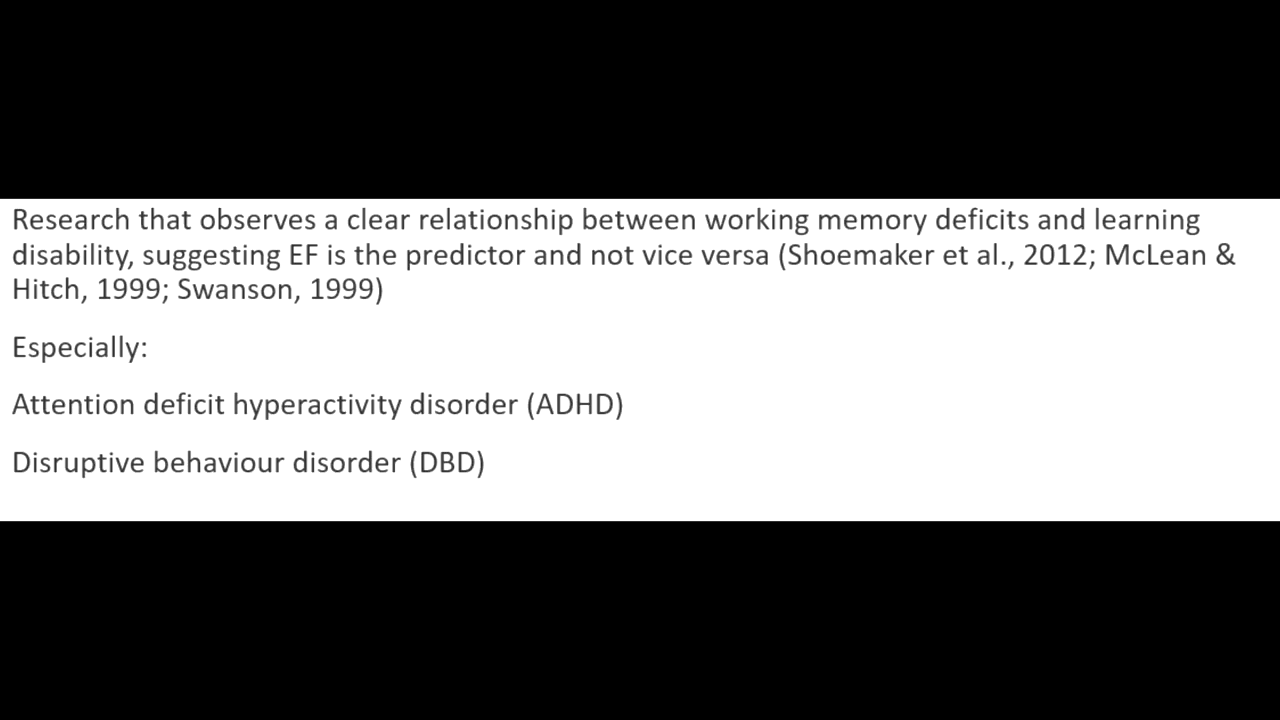 Research that observes a clear relationship between working memory deficits and learning
disability, suggesting EF is the predictor and not vice versa (Shoemaker et al., 2012; McLean &
Hitch, 1999; Swanson, 1999)
Especially:
Attention deficit hyperactivity disorder (ADHD)
Disruptive behaviour disorder (DBD)